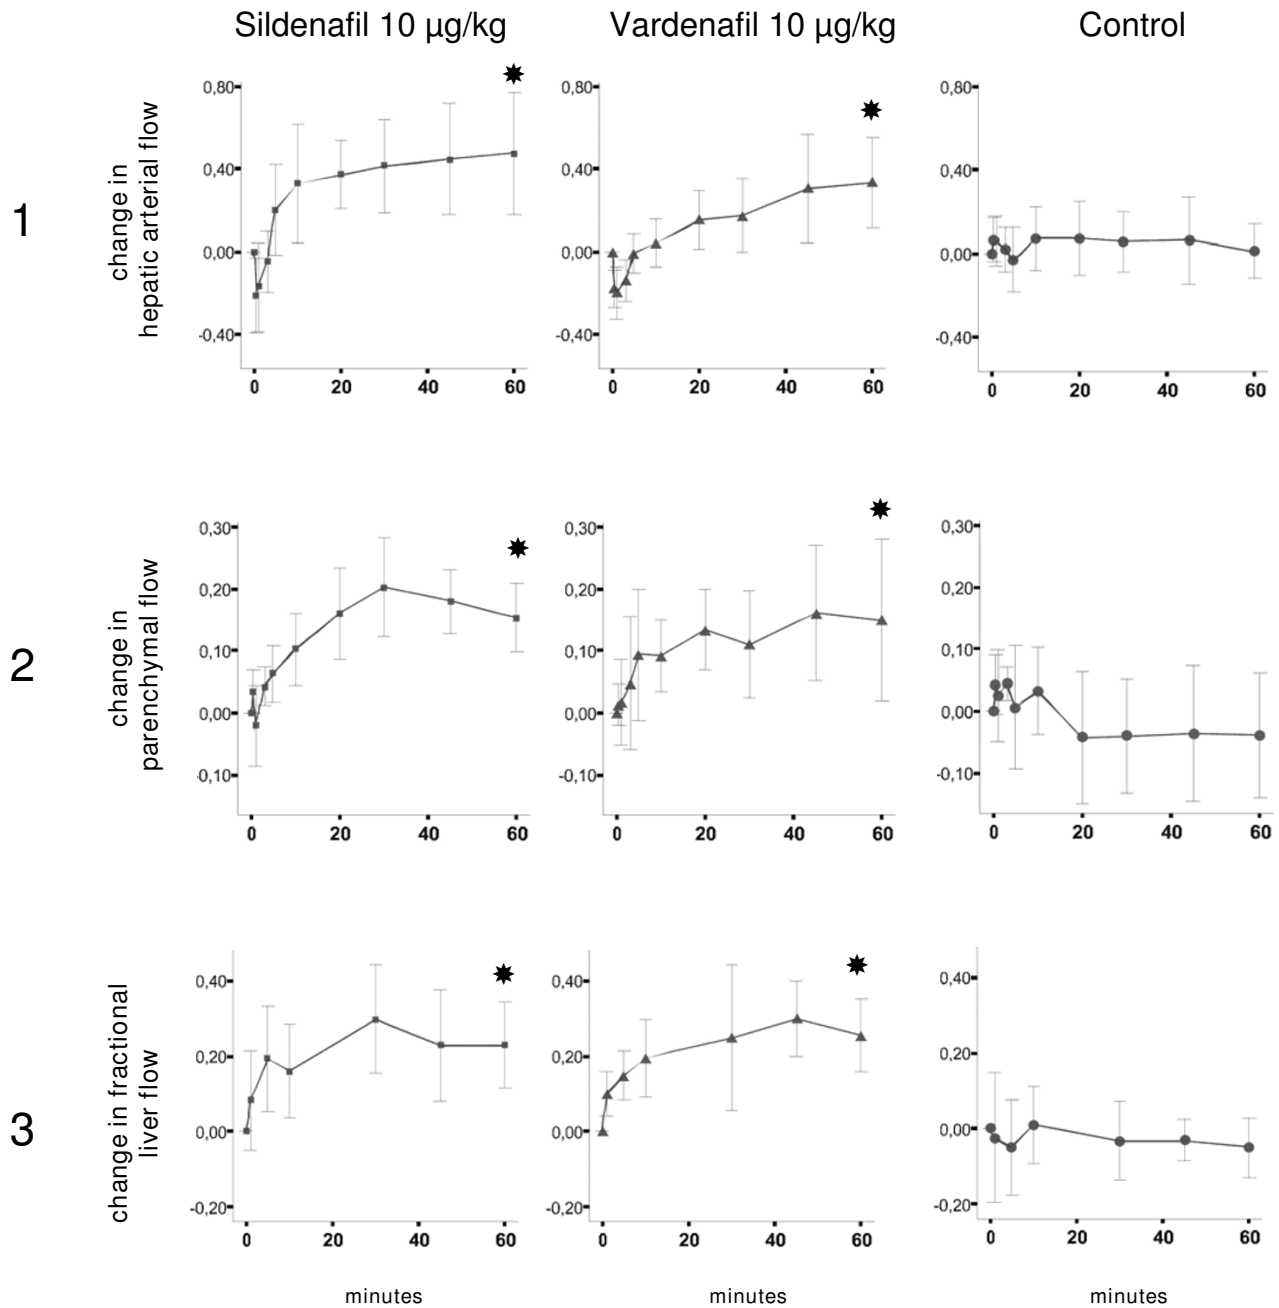 Sildenafil 10 µg/kg Vardenafil 10 µg/kg Control
1
change in
hepatic arterial flow
0,80
0,40
0,00
-0,40
0 20 40 60
0,80
0,40
0,00
-0,40
0 20 40 60
0,80
0,40
0,00
-0,40
0 20 40 60
2
change in
parenchymal flow
0,30
0,20
0,10
0,00
-0,10
0 20 40 60
0,30
0,20
0,10
0,00
-0,10
0 20 40 60
0,30
0,20
0,10
0,00
-0,10
0 20 40 60
3
change in fractional
liver flow
0,40
0,20
0,00
-0,20
0 20 40 60
0,40
0,20
0,00
-0,20
0 20 40 60
0,40
0,20
0,00
-0,20
0 20 40 60
minutes minutes minutes